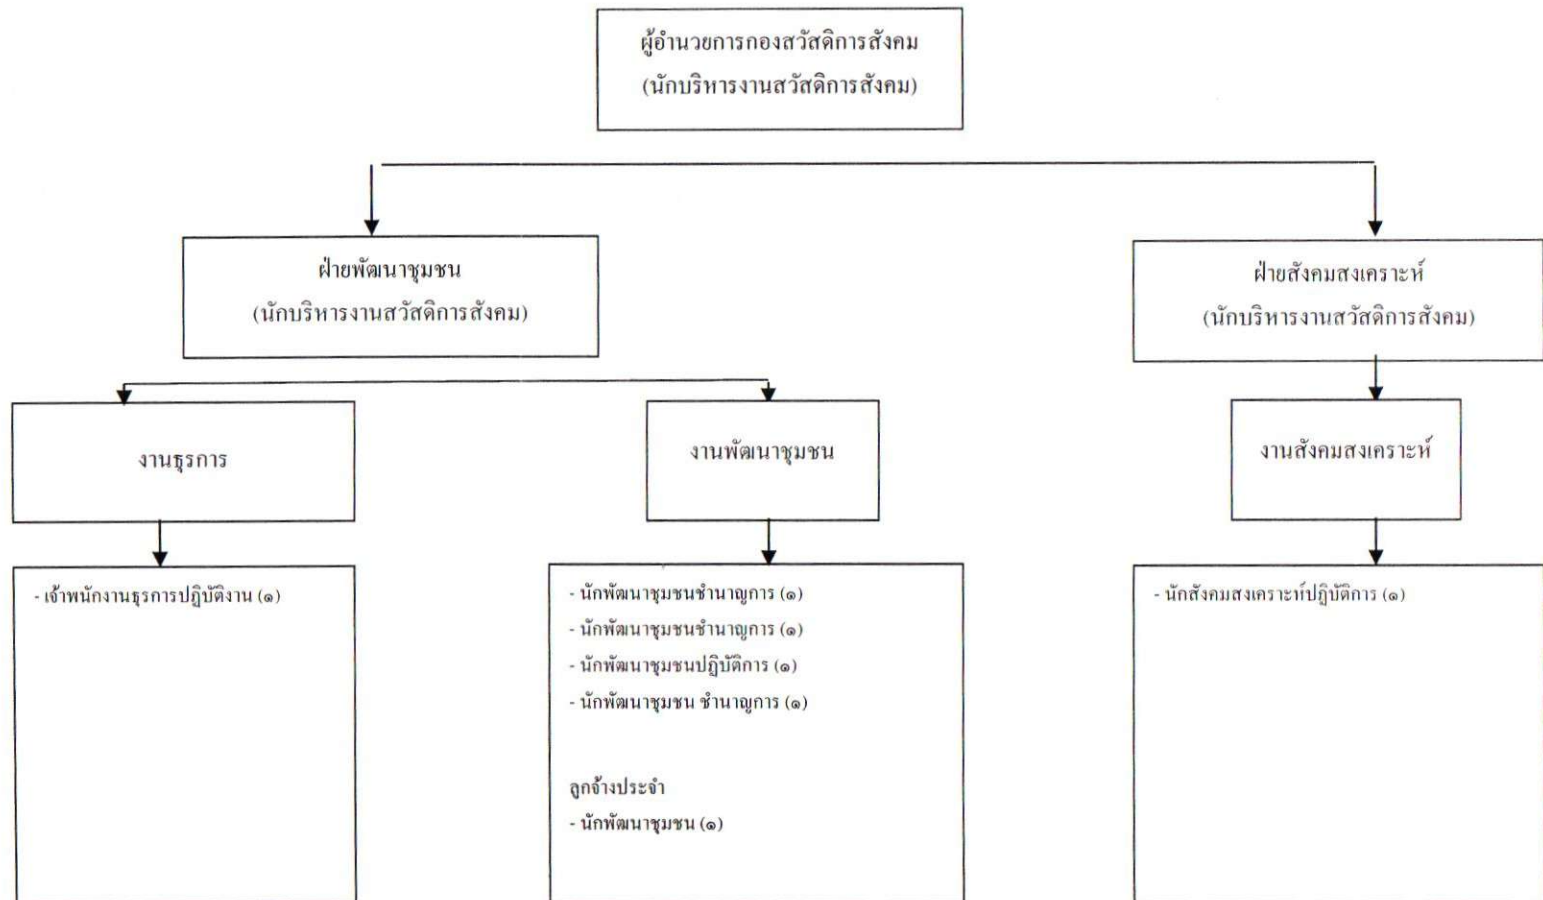 ผู้อำนวยการกองสวัสดิการสังคม
(นักบริหารงานสวัสดิการสังคม)
ฝ่ายพัฒนาชุมชน
(นักบริหารงานสวัสดิการสังคม)
ฝ่ายสังคมสงเคราะห์
(นักบริหารงานสวัสดิการสังคม)
งานธุรการ
งานพัฒนาชุมชน
งานสังคมสงเคราะห์
- เจ้าพนักงานธุรการปฏิบัติงาน (๑)
- นักพัฒนาชุมชนชำนาญการ (๑)
- นักพัฒนาชุมชนชำนาญการ (๑)
- นักพัฒนาชุมชนปฏิบัติการ (๑)
- นักพัฒนาชุมชน ชำนาญการ (๑)
ลูกจ้างประจำ
- นักพัฒนาชุมชน (๑)
- นักสังคมสงเคราะห์ปฏิบัติการ (๑)